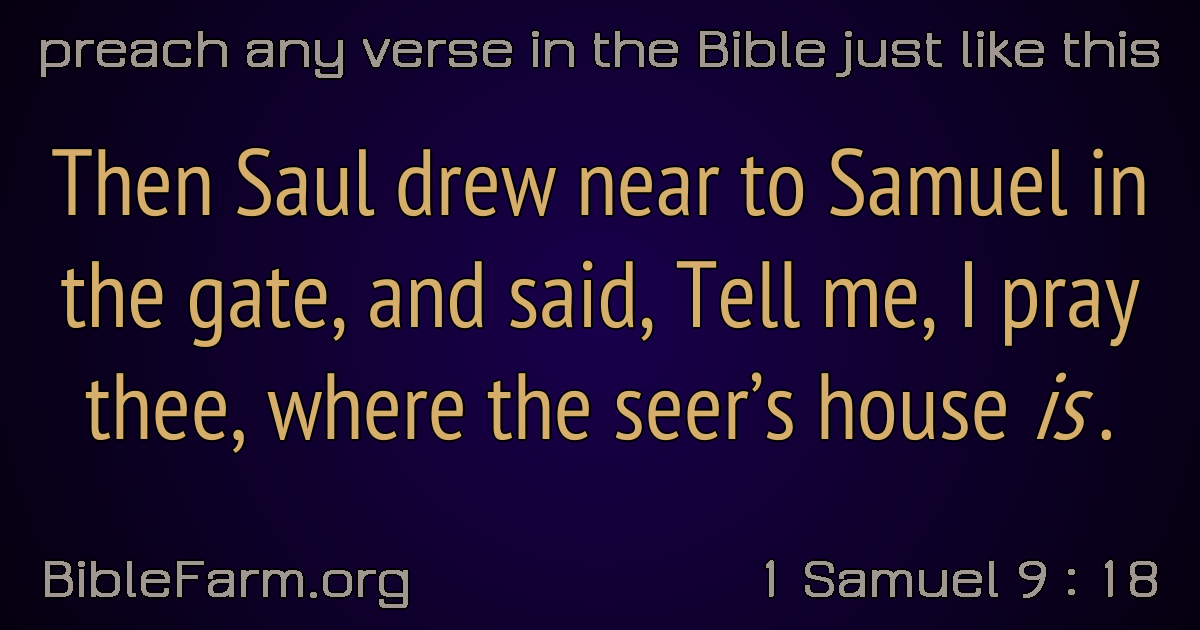 preach any verse in the Bible just like this
Then Saul drew near to Samuel in
the gate, and said, Tell me, I pray
thee, where the seer’s house is.
BibleFarm.org
1 Samuel 9 : 18